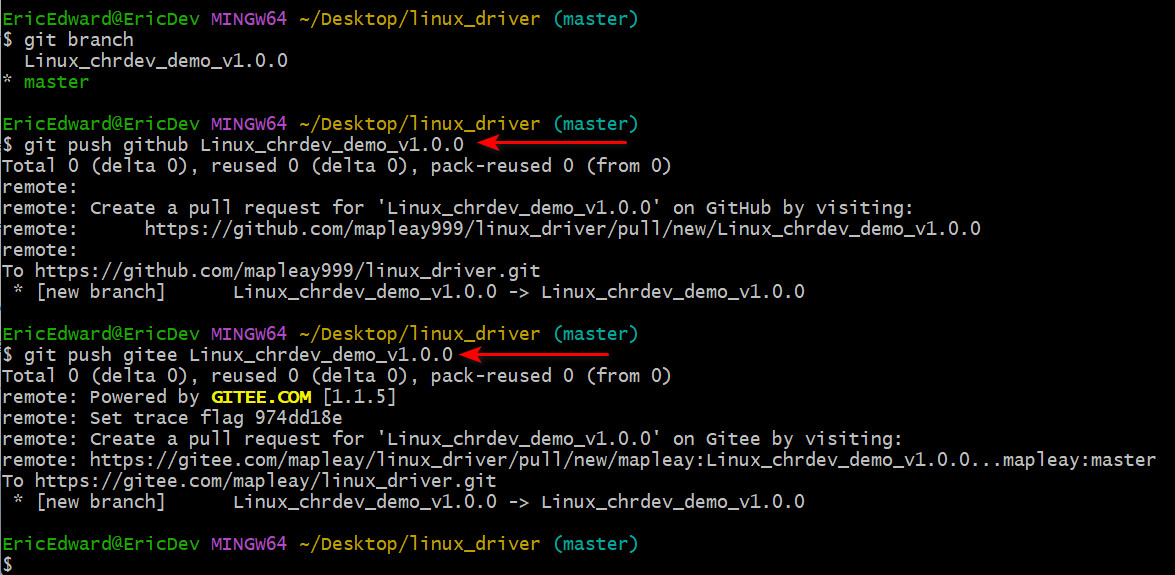 EricEdward@EricDev MINGW64 ~/Desktop/linux_driver (master)
$ git branch
  Linux_chrdev_demo_v1.0.0
* master

EricEdward@EricDev MINGW64 ~/Desktop/linux_driver (master)
$ git push github Linux_chrdev_demo_v1.0.0
Total 0 (delta 0), reused 0 (delta 0), pack-reused 0 (from 0)
remote:
remote: Create a pull request for 'Linux_chrdev_demo_v1.0.0' on GitHub by visiting:
remote:      https://github.com/mapleay999/linux_driver/pull/new/Linux_chrdev_demo_v1.0.0
remote:
To https://github.com/mapleay999/linux_driver.git
 * [new branch]      Linux_chrdev_demo_v1.0.0 -> Linux_chrdev_demo_v1.0.0

EricEdward@EricDev MINGW64 ~/Desktop/linux_driver (master)
$ git push gitee Linux_chrdev_demo_v1.0.0
Total 0 (delta 0), reused 0 (delta 0), pack-reused 0 (from 0)
remote: Powered by GITEE.COM [1.1.5]
remote: Set trace flag 974dd18e
remote: Create a pull request for 'Linux_chrdev_demo_v1.0.0' on Gitee by visiting:
remote: https://gitee.com/mapleay/linux_driver/pull/new/mapleay:Linux_chrdev_demo_v1.0.0...mapleay:master
To https://gitee.com/mapleay/linux_driver.git
 * [new branch]      Linux_chrdev_demo_v1.0.0 -> Linux_chrdev_demo_v1.0.0

EricEdward@EricDev MINGW64 ~/Desktop/linux_driver (master)
$